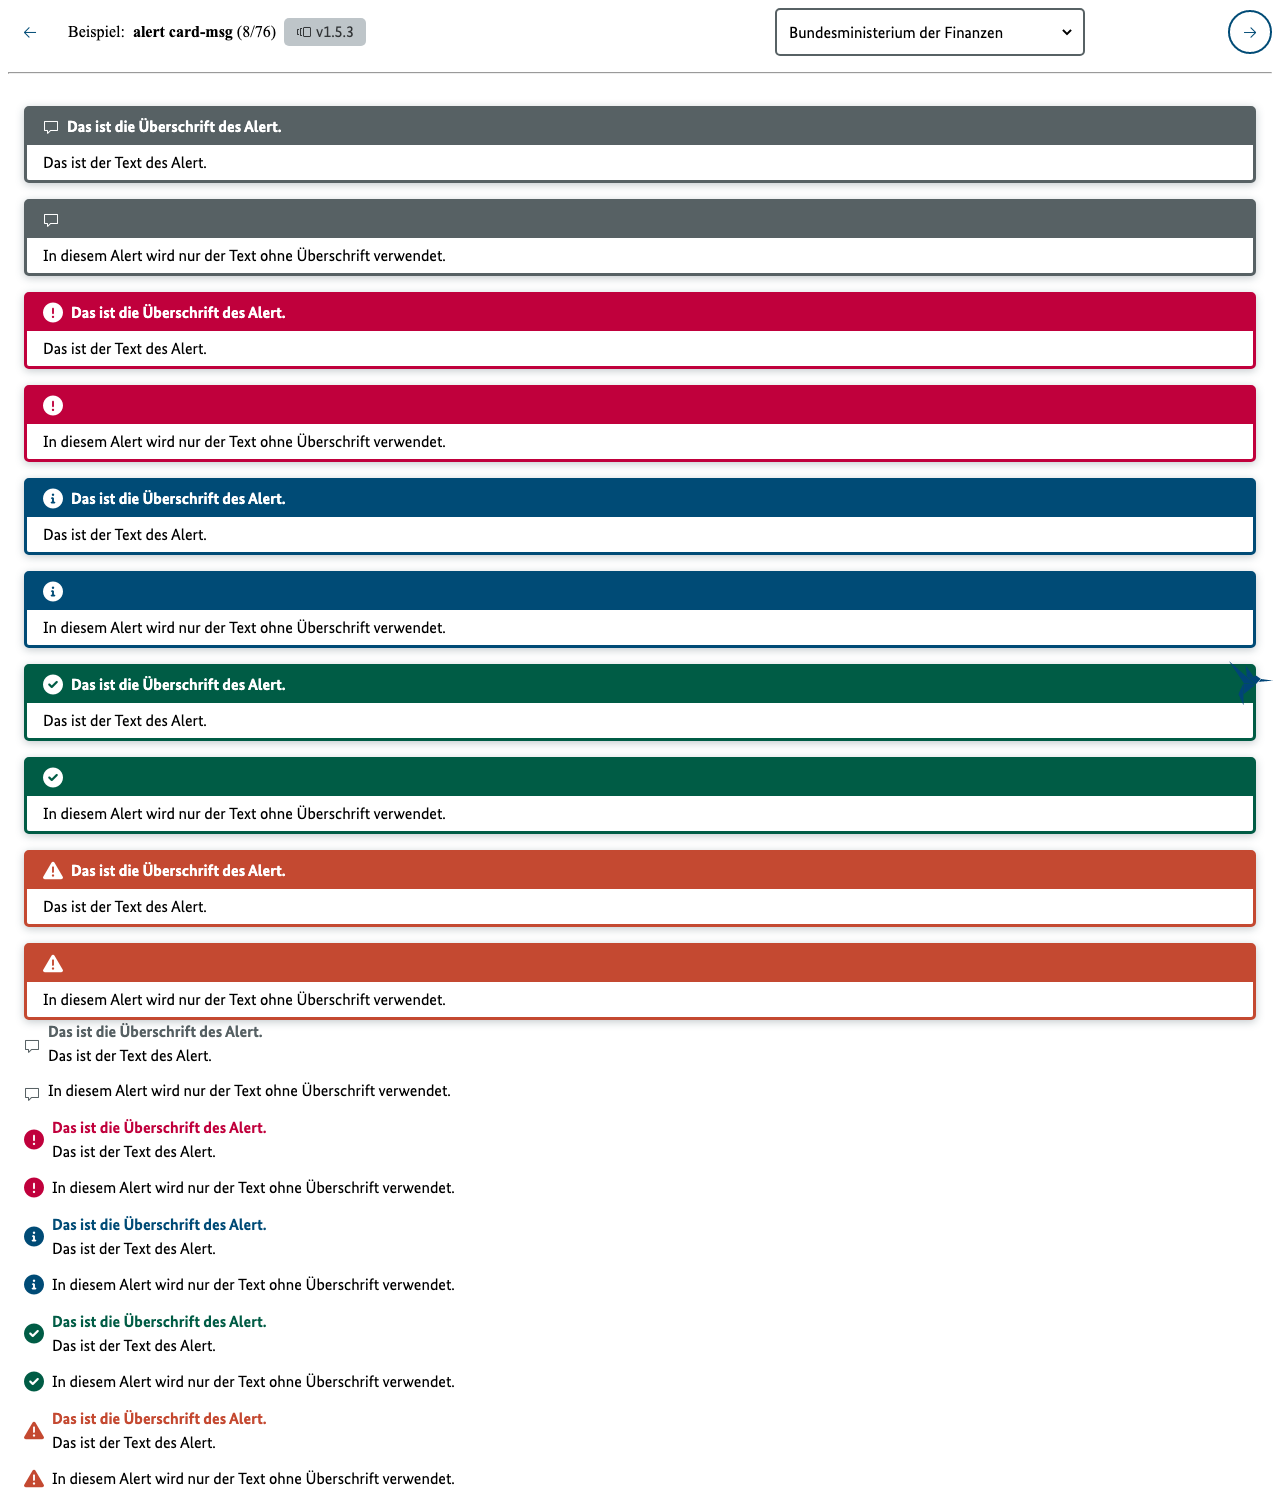 Beispiel: alert card-msg (8/76) v1.5.3 Bundesministerium der Finanzen
Das ist die Überschrift des Alert.
Das ist der Text des Alert.
In diesem Alert wird nur der Text ohne Überschrift verwendet.
Das ist die Überschrift des Alert.
Das ist der Text des Alert.
In diesem Alert wird nur der Text ohne Überschrift verwendet.
Das ist die Überschrift des Alert.
Das ist der Text des Alert.
In diesem Alert wird nur der Text ohne Überschrift verwendet.
Das ist die Überschrift des Alert.
Das ist der Text des Alert.
In diesem Alert wird nur der Text ohne Überschrift verwendet.
Das ist die Überschrift des Alert.
Das ist der Text des Alert.
In diesem Alert wird nur der Text ohne Überschrift verwendet.
Das ist die Überschrift des Alert.
Das ist der Text des Alert.
In diesem Alert wird nur der Text ohne Überschrift verwendet.
Das ist die Überschrift des Alert.
Das ist der Text des Alert.
In diesem Alert wird nur der Text ohne Überschrift verwendet.
Das ist die Überschrift des Alert.
Das ist der Text des Alert.
In diesem Alert wird nur der Text ohne Überschrift verwendet.
Das ist die Überschrift des Alert.
Das ist der Text des Alert.
In diesem Alert wird nur der Text ohne Überschrift verwendet.
Das ist die Überschrift des Alert.
Das ist der Text des Alert.
In diesem Alert wird nur der Text ohne Überschrift verwendet.